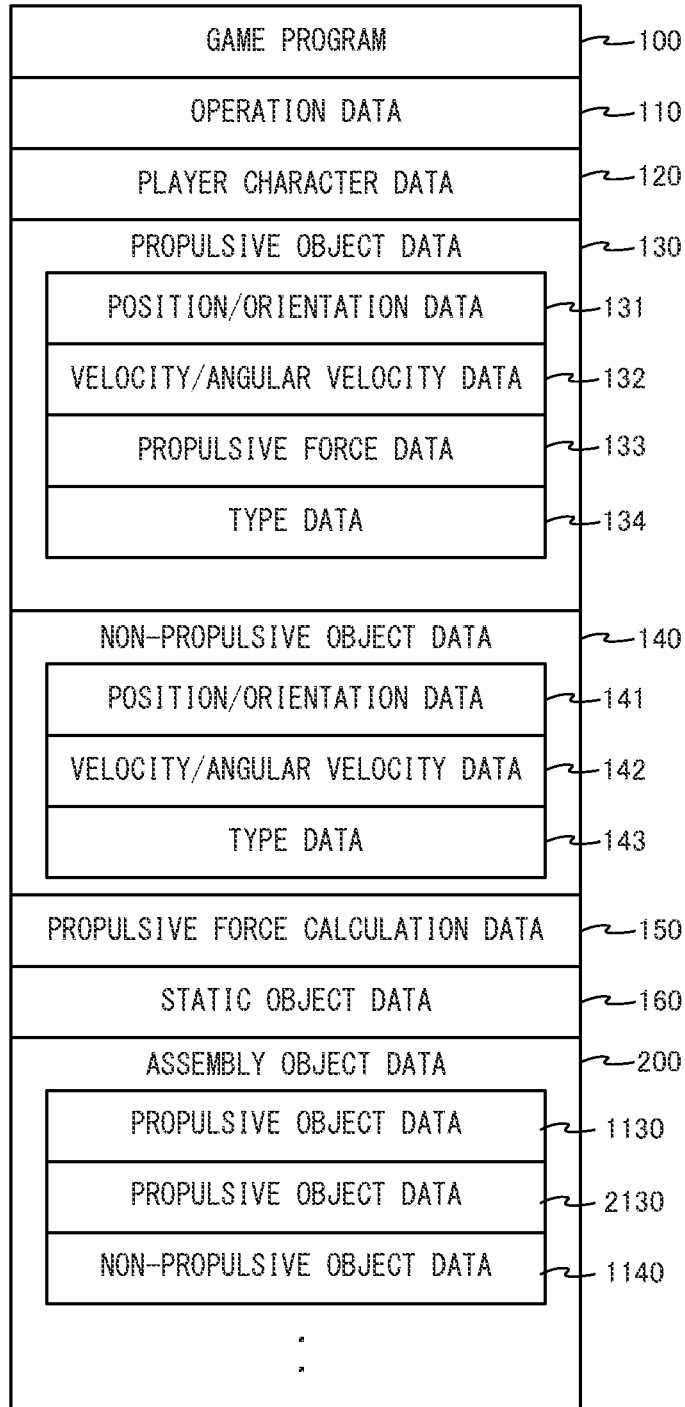 GAME PROGRAM 100
OPERATION DATA 110
PLAYER CHARACTER DATA 120
PROPULSIVE OBJECT DATA 130
POSITION/ORIENTATION DATA 131
VELOCITY/ANGULAR VELOCITY DATA 132
PROPULSIVE FORCE DATA 133
TYPE DATA 134
NON-PROPULSIVE OBJECT DATA 140
POSITION/ORIENTATION DATA 141
VELOCITY/ANGULAR VELOCITY DATA 142
TYPE DATA 143
PROPULSIVE FORCE CALCULATION DATA 150
STATIC OBJECT DATA 160
ASSEMBLY OBJECT DATA 200
PROPULSIVE OBJECT DATA 1130
PROPULSIVE OBJECT DATA 2130
NON-PROPULSIVE OBJECT DATA 1140